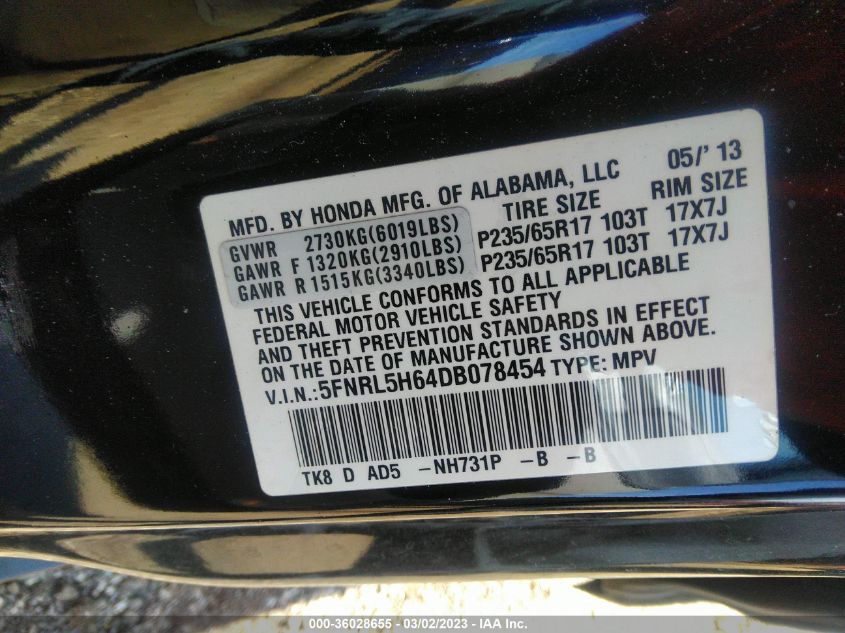 05/' 13
MFD. BY HONDA MFG. OF ALABAMA, LLC
TIRE SIZE RIM SIZE
GVWR 2730KG(6019LBS)
GAWR F 1320KG(2910LBS) P235/65R17 103T 17X7J
GAWR R 1515KG(3340LBS) P235/65R17 103T 17X7J
THIS VEHICLE CONFORMS TO ALL APPLICABLE
FEDERAL MOTOR VEHICLE SAFETY
AND THEFT PREVENTION STANDARDS IN EFFECT
ON THE DATE OF MANUFACTURE SHOWN ABOVE.
V.I.N.:5FNRL5H64DB078454 TYPE: MPV
TK8 D AD5 -NH731P -B -B
000-36028655 - 03/02/2023 - IAA Inc.